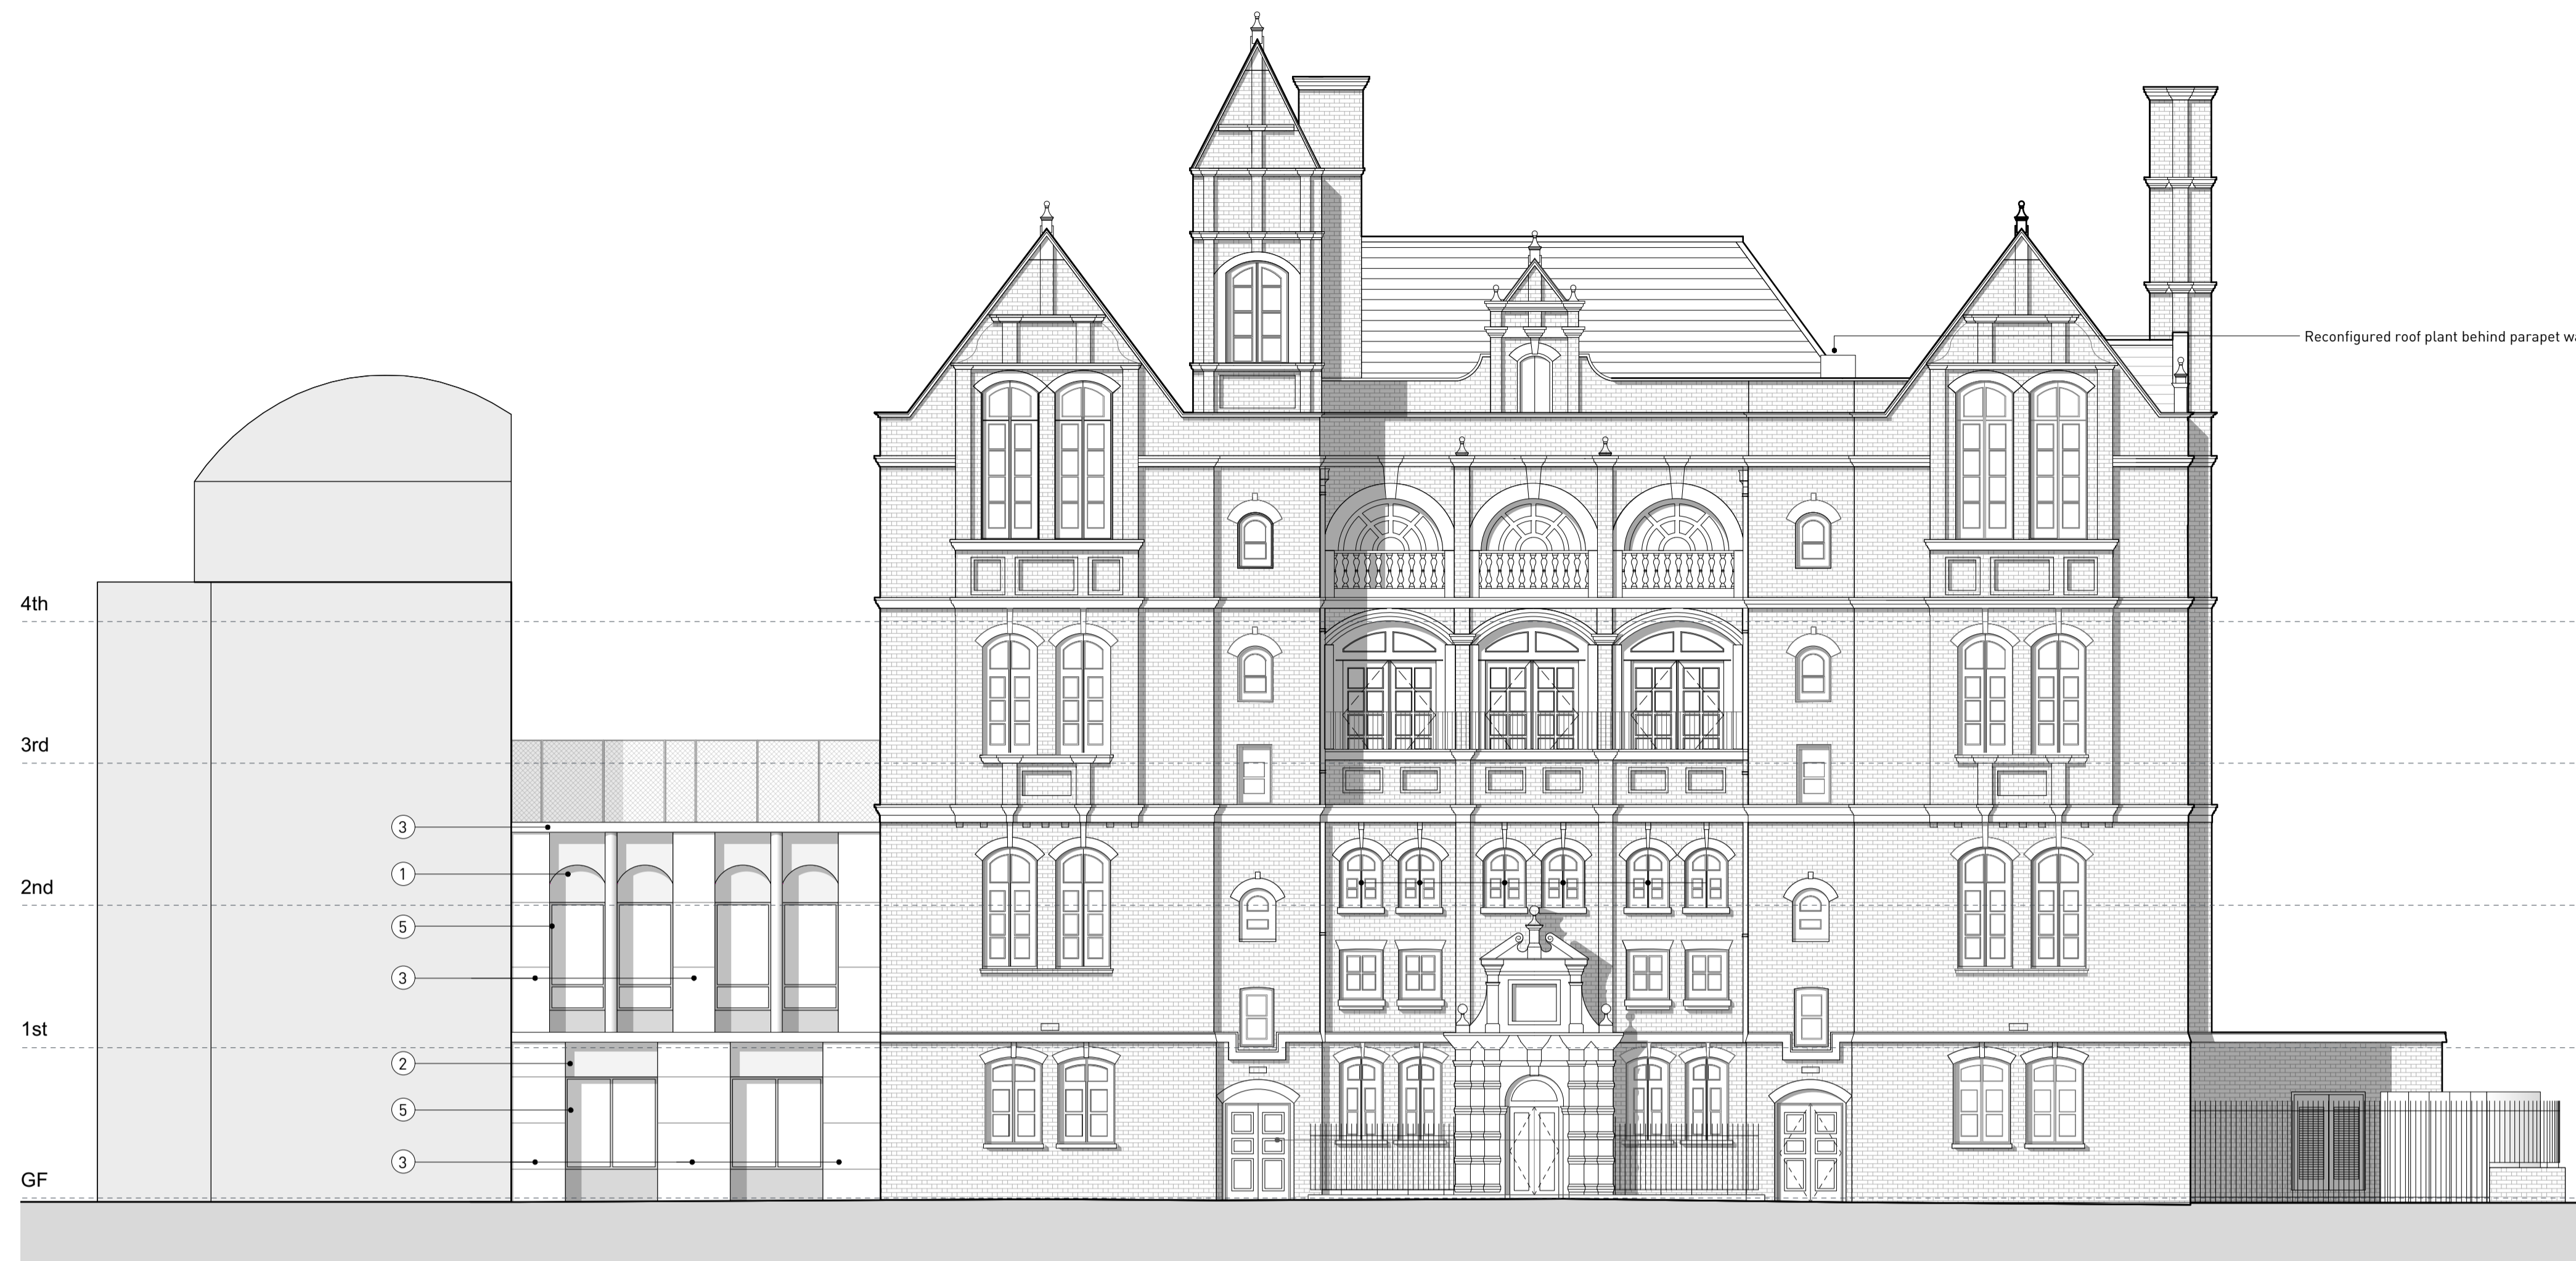 Reconfigured roof plant behind parapet wa
4th
3rd
3
1
2nd
5
3
1st
2
5
3
GF